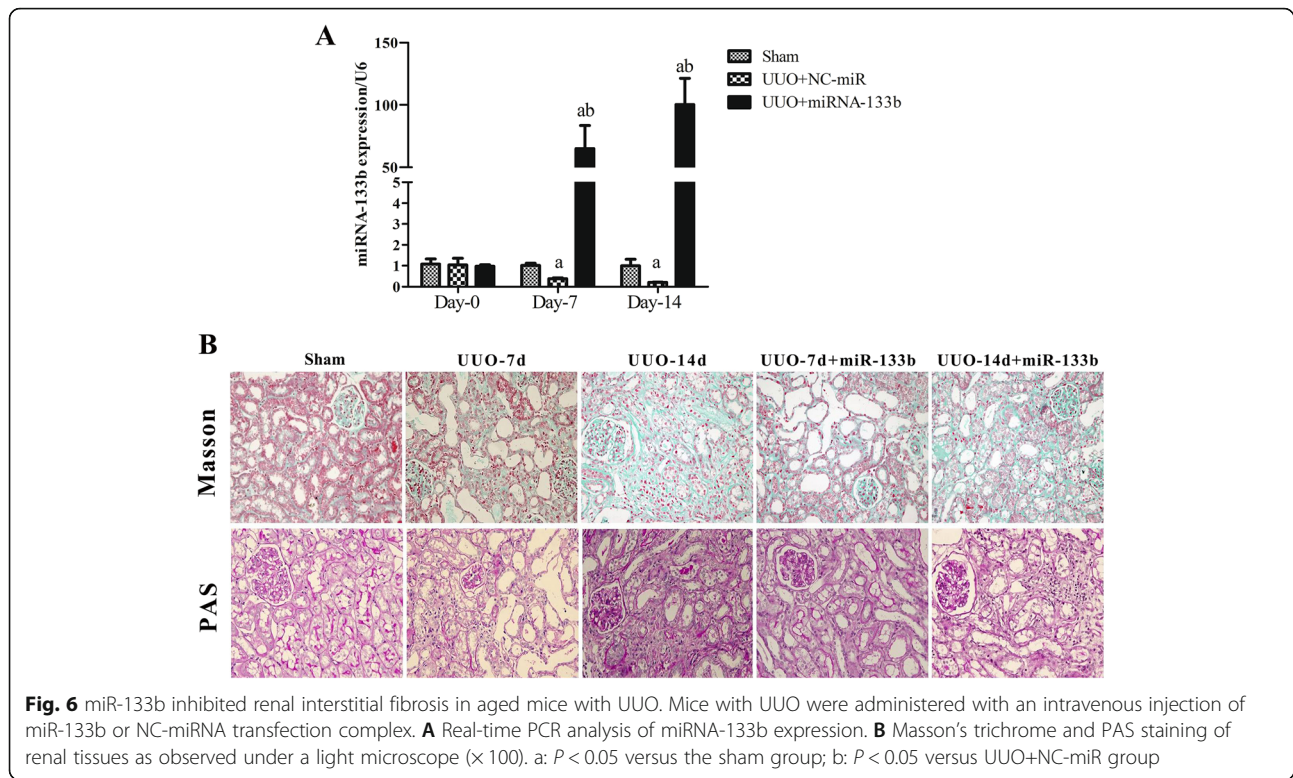 A
150
100
50
5
4
3
2
1
0
miRNA-133b expression/U6
a
ab
a
ab
Day-0 Day-7 Day-14
Sham
UUO+NC-miR
UUO+miRNA-133b
B
Sham UUO-7d UUO-14d UUO-7d+miR-133b UUO-14d+miR-133b
Masson
PAS
Fig. 6 miR-133b inhibited renal interstitial fibrosis in aged mice with UUO. Mice with UUO were administered with an intravenous injection of
miR-133b or NC-miRNA transfection complex. A Real-time PCR analysis of miRNA-133b expression. B Masson's trichrome and PAS staining of
renal tissues as observed under a light microscope (× 100). a: P < 0.05 versus the sham group; b: P < 0.05 versus UUO+NC-miR group